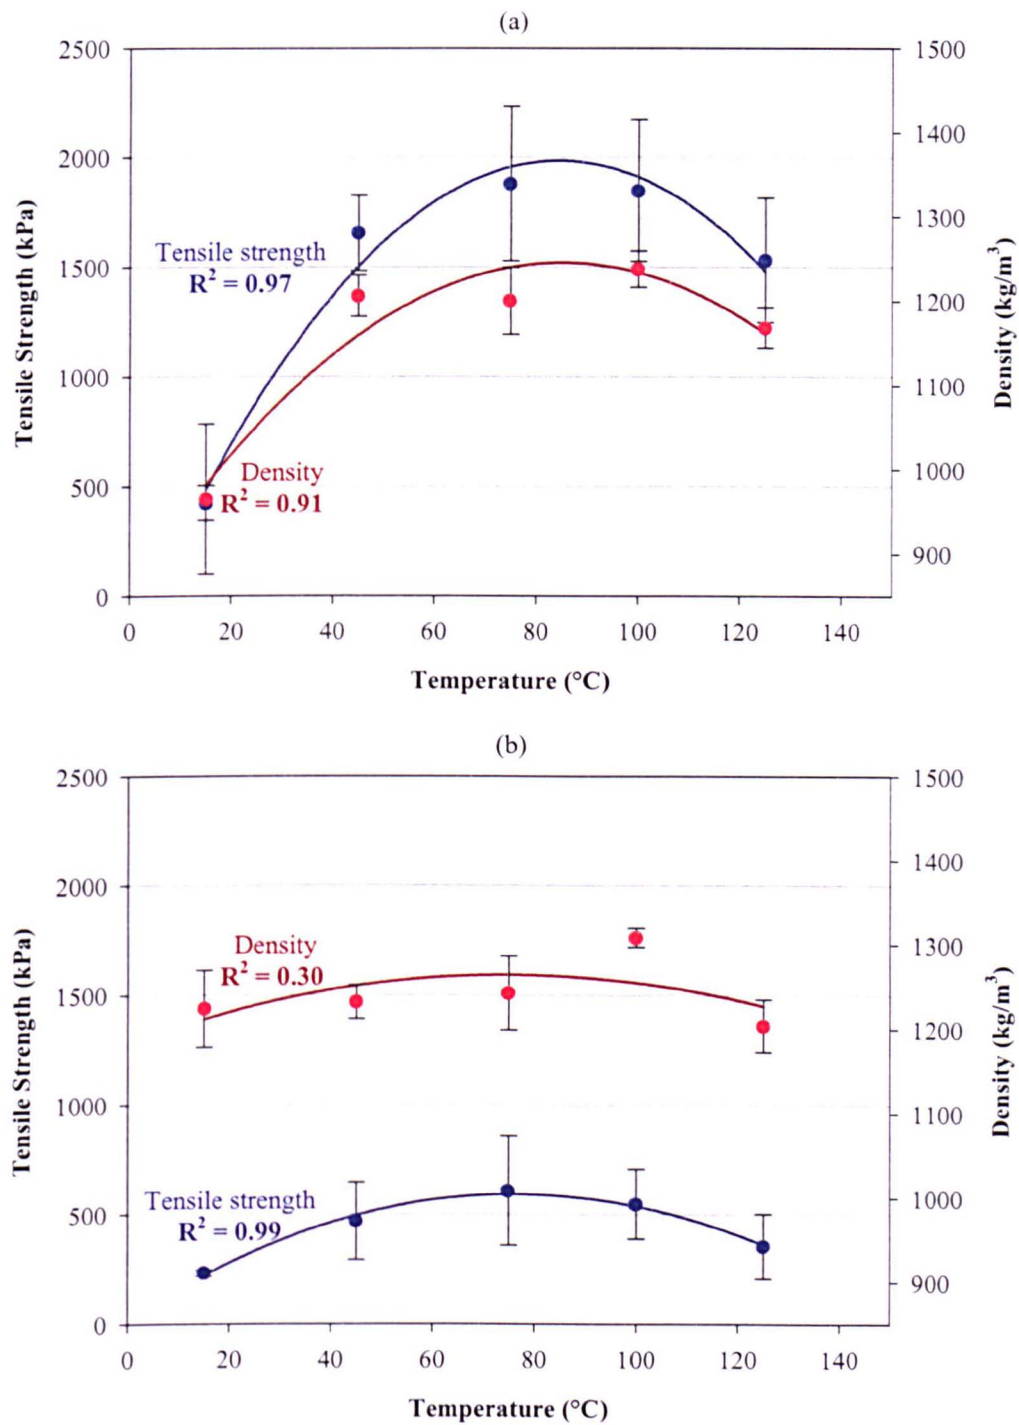 (a)
2500
2000
1500
1000
500
0
Tensile Strength (kPa)
1500
1400
1300
1200
1100
1000
900
Density (kg/m³)
Tensile strength
R² = 0.97
Density
R² = 0.91
0 20 40 60 80 100 120 140
Temperature (°C)
(b)
2500
2000
1500
1000
500
0
Tensile Strength (kPa)
1500
1400
1300
1200
1100
1000
900
Density (kg/m³)
Density
R² = 0.30
Tensile strength
R² = 0.99
0 20 40 60 80 100 120 140
Temperature (°C)